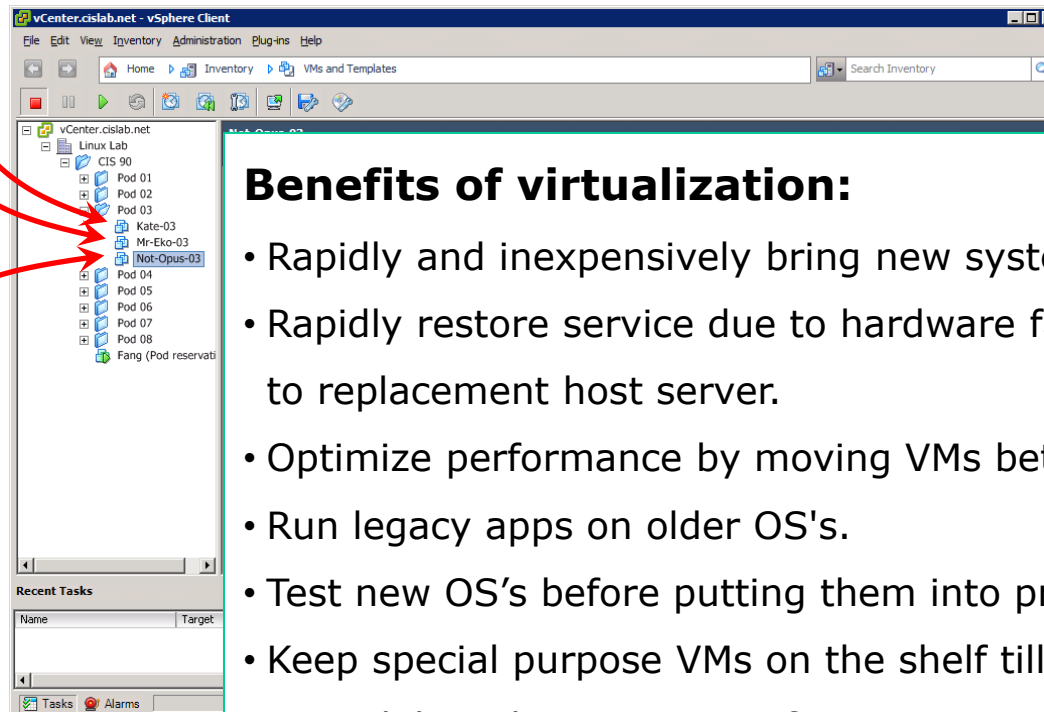 vCenter.cislab.net - vSphere Client
File Edit View Inventory Administration Plug-ins Help
Home Inventory VMs and Templates Search Inventory
vCenter.cislab.net
Linux Lab
CIS 90
Pod 01
Pod 02
Pod 03
Kate-03
Mr-Eko-03
Not-Opus-03
Pod 04
Pod 05
Pod 06
Pod 07
Pod 08
Fang (Pod reservati
Recent Tasks
Name Target
Tasks Alarms
Not-Opus-03
Benefits of virtualization:
• Rapidly and inexpensively bring new syst
• Rapidly restore service due to hardware f
to replacement host server.
• Optimize performance by moving VMs bet
• Run legacy apps on older OS's.
• Test new OS’s before putting them into pr
• Keep special purpose VMs on the shelf till